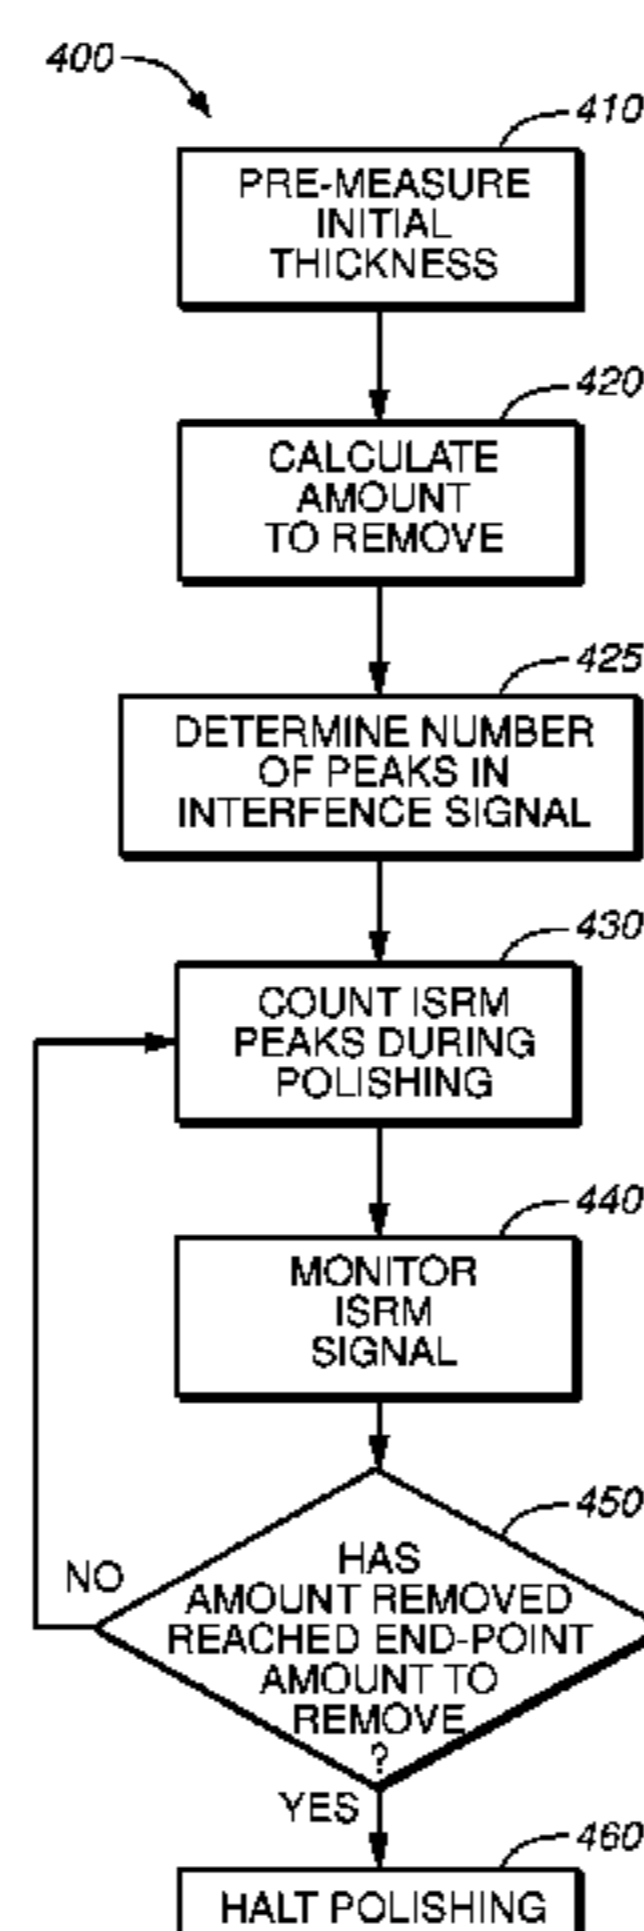 400
410
PRE-MEASURE
INITIAL
THICKNESS
420
CALCULATE
AMOUNT
TO REMOVE
425
DETERMINE NUMBER
OF PEAKS IN
INTERFENCE SIGNAL
430
COUNT ISRM
PEAKS DURING
POLISHING
440
MONITOR
ISRM
SIGNAL
450
HAS
AMOUNT REMOVED
REACHED END-POINT
AMOUNT TO
REMOVE
?
NO
YES
460
HALT POLISHING